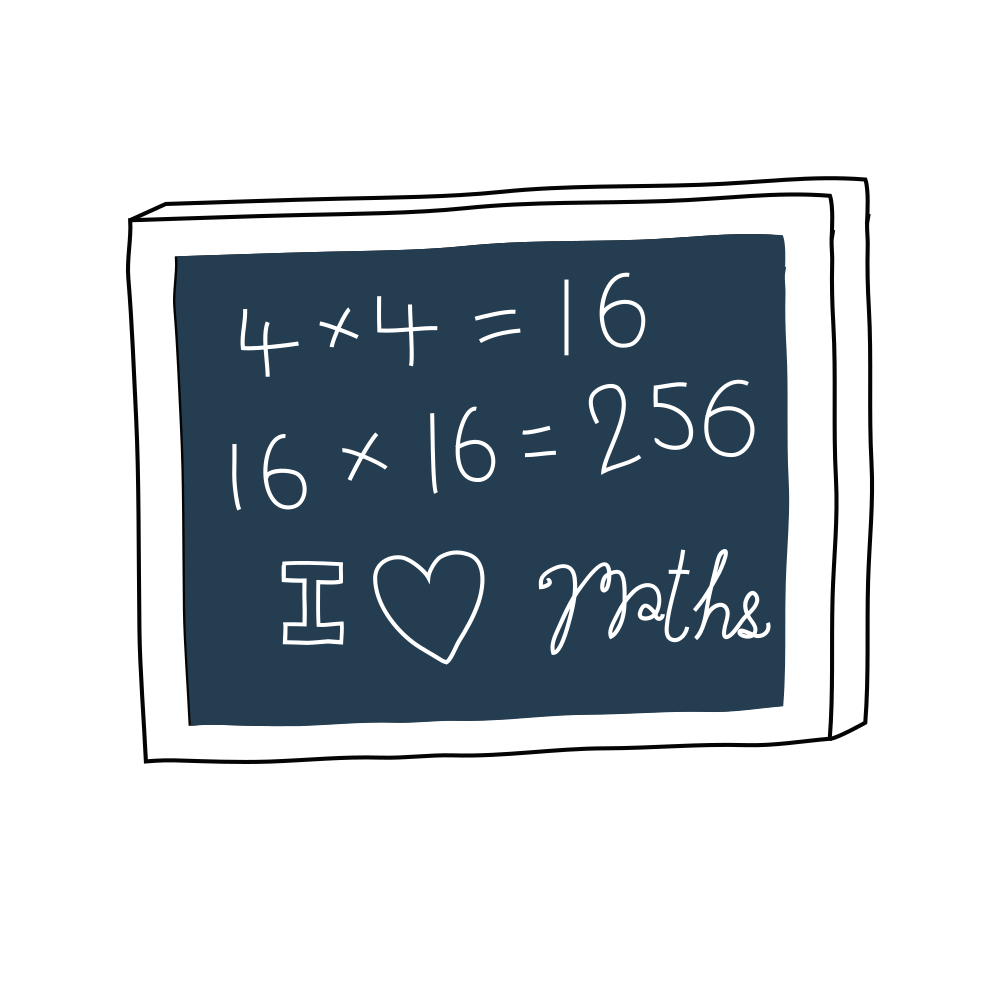 4 × 4 = 16
16 × 16 = 256
I ♡ Maths